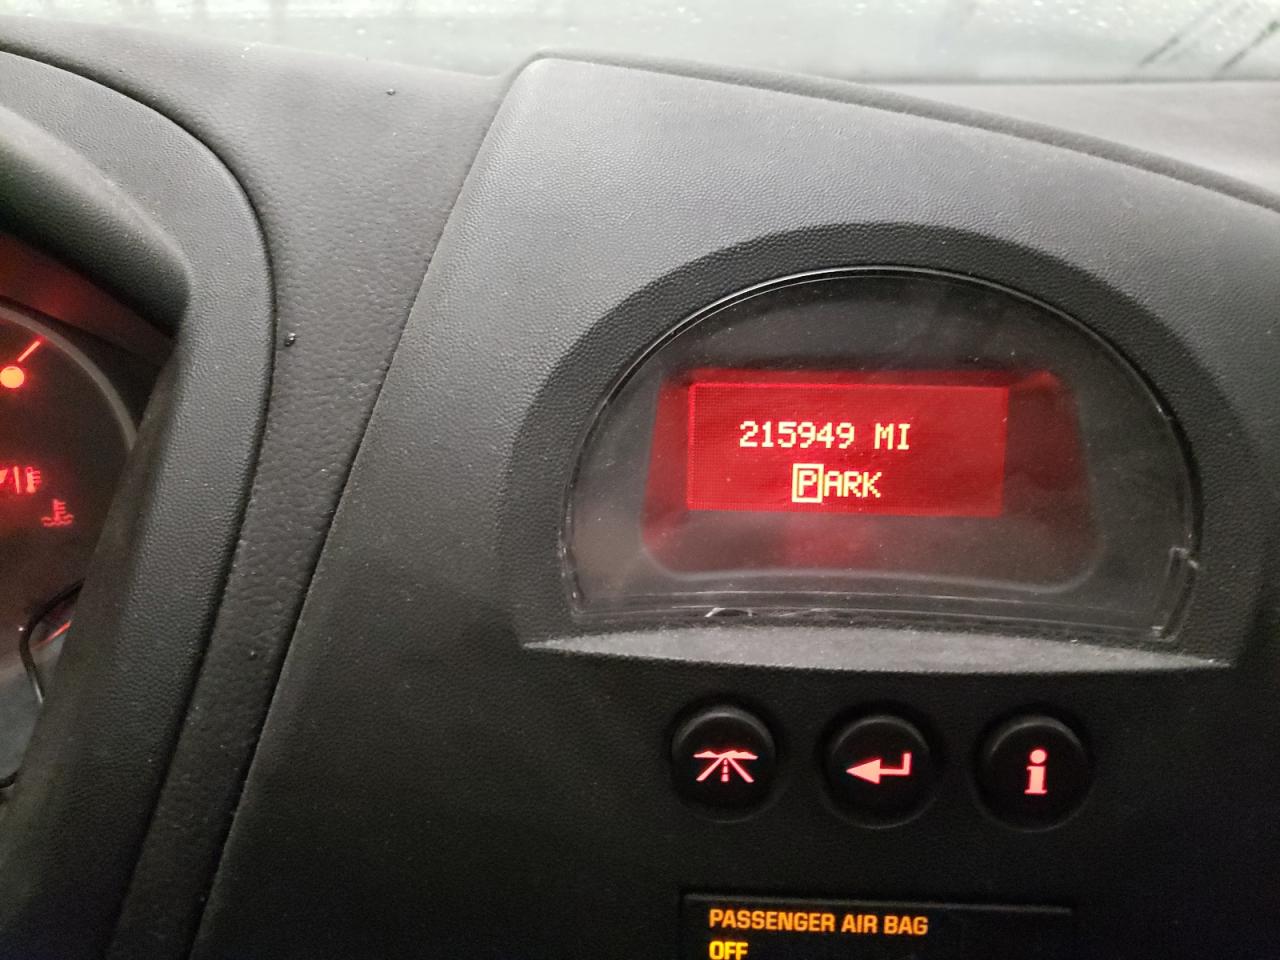 215949 MI
PARK
PASSENGER AIR BAG
OFF